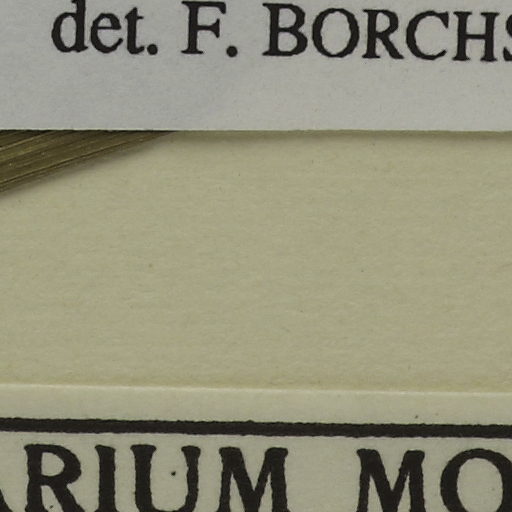 det. F. BORCHS
ARIUM MO